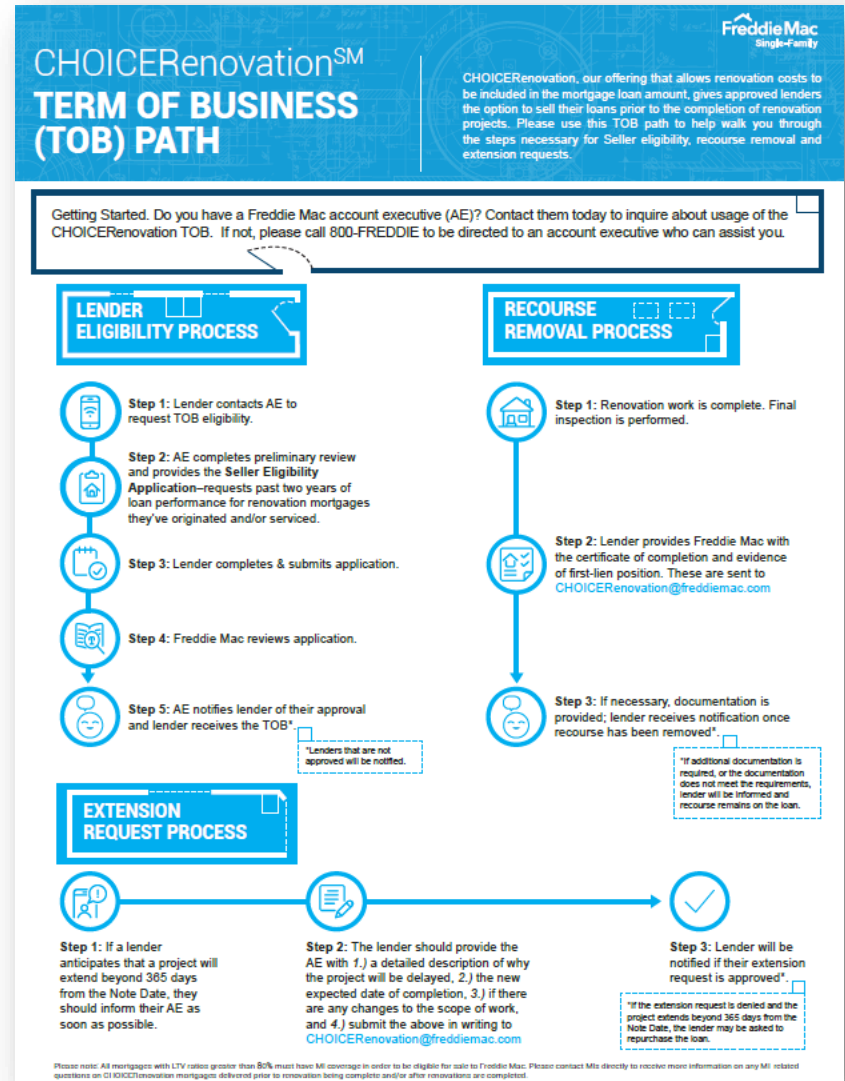 FreddieMac
Single-Family
CHOICERenovationSM
TERM OF BUSINESS
(TOB) PATH
CHOICERenovation, our offering that allows renovation costs to
be included in the mortgage loan amount, gives approved lenders
the option to sell their loans prior to the completion of renovation
projects. Please use this TOB path to help walk you through
the steps necessary for Seller eligibility, recourse removal and
extension requests.
Getting Started. Do you have a Freddie Mac account executive (AE)? Contact them today to inquire about usage of the
CHOICERenovation TOB. If not, please call 800-FREDDIE to be directed to an account executive who can assist you.
LENDER
ELIGIBILITY PROCESS
Step 1: Lender contacts AE to
request TOB eligibility.
Step 2: AE completes preliminary review
and provides the Seller Eligibility
Application–requests past two years of
loan performance for renovation mortgages
they've originated and/or serviced.
Step 3: Lender completes & submits application.
Step 4: Freddie Mac reviews application.
Step 5: AE notifies lender of their approval
and lender receives the TOB*.
*Lenders that are not
approved will be notified.
RECOURSE
REMOVAL PROCESS
Step 1: Renovation work is complete. Final
inspection is performed.
Step 2: Lender provides Freddie Mac with
the certificate of completion and evidence
of first-lien position. These are sent to
CHOICERenovation@freddiemac.com
Step 3: If necessary, documentation is
provided; lender receives notification once
recourse has been removed*.
*If additional documentation is
required, or the documentation
does not meet the requirements,
lender will be informed and
recourse remains on the loan.
EXTENSION
REQUEST PROCESS
Step 1: If a lender
anticipates that a project will
extend beyond 365 days
from the Note Date, they
should inform their AE as
soon as possible.
Step 2: The lender should provide the
AE with 1.) a detailed description of why
the project will be delayed, 2.) the new
expected date of completion, 3.) if there
are any changes to the scope of work,
and 4.) submit the above in writing to
CHOICERenovation@freddiemac.com
Step 3: Lender will be
notified if their extension
request is approved*.
*If the extension request is denied and the
project extends beyond 365 days from the
Note Date, the lender may be asked to
repurchase the loan.
Please note: All mortgages with LTV ratios greater than 80% must have MI coverage in order to be eligible for sale to Freddie Mac. Please contact MIs directly to receive more information on any MI related
questions on CHOICERenovation mortgages delivered prior to renovation being complete and/or after renovations are completed.